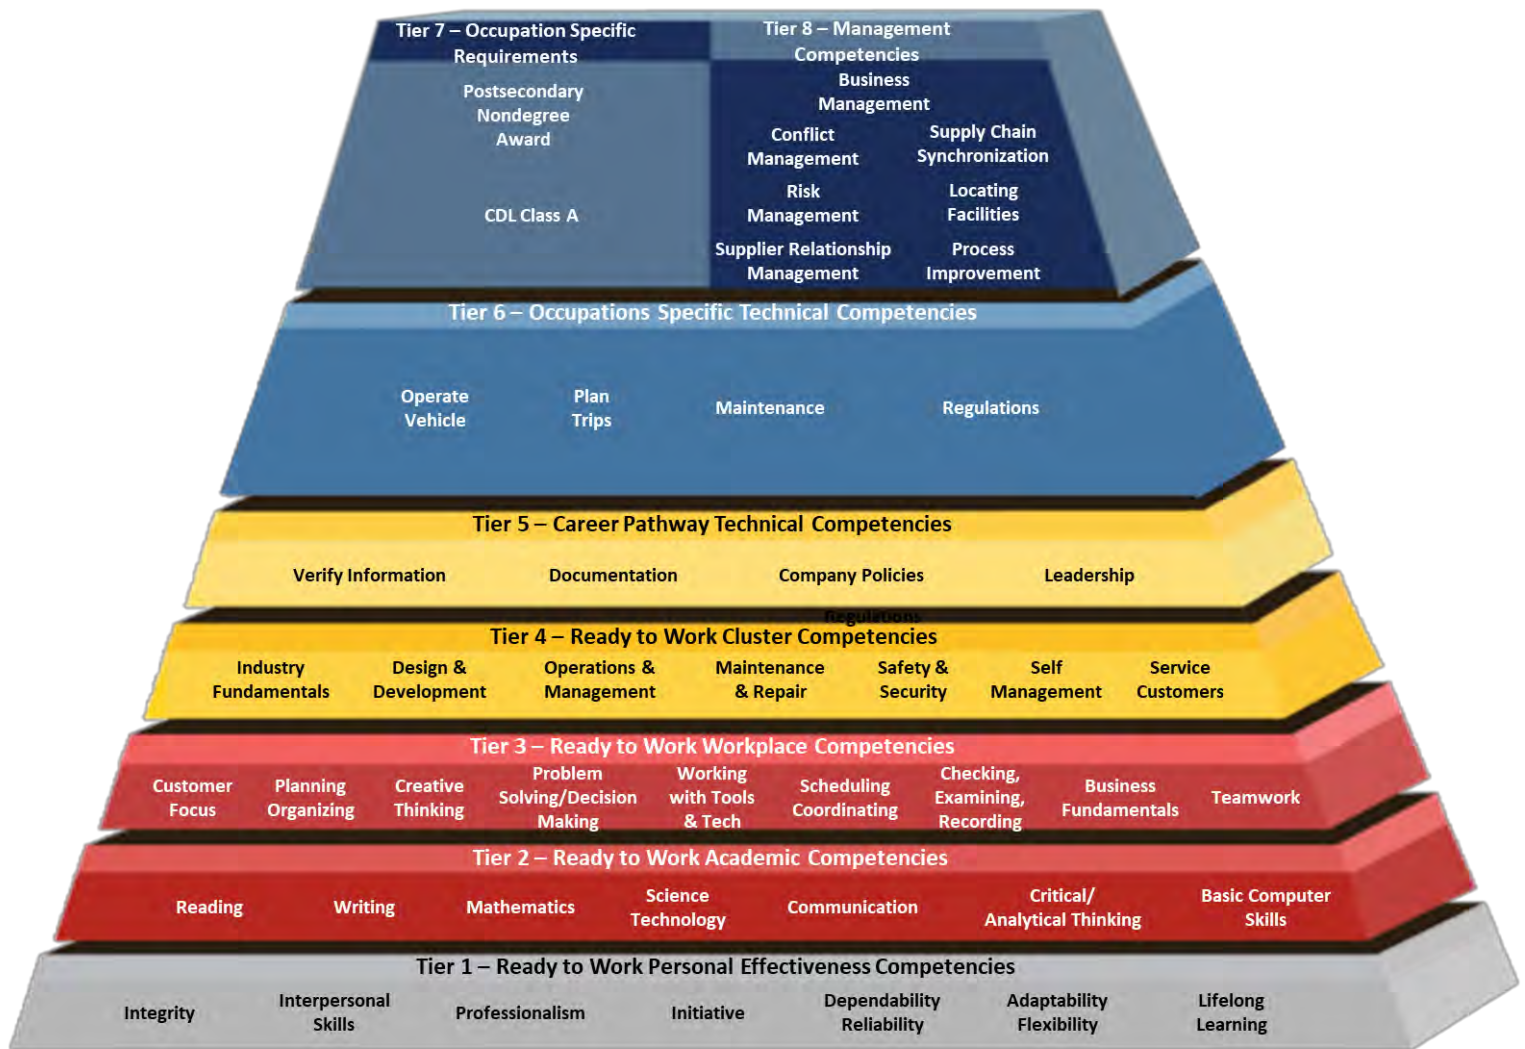 Tier 7 – Occupation Specific
Requirements
Postsecondary
Nondegree
Award
CDL Class A
Tier 8 – Management
Competencies
Business
Management
Conflict
Management
Supply Chain
Synchronization
Risk
Management
Locating
Facilities
Supplier Relationship
Management
Process
Improvement
Tier 6 – Occupations Specific Technical Competencies
Operate
Vehicle
Plan
Trips
Maintenance
Regulations
Tier 5 – Career Pathway Technical Competencies
Verify Information
Documentation
Company Policies
Leadership
Regulations
Tier 4 – Ready to Work Cluster Competencies
Industry
Fundamentals
Design &
Development
Operations &
Management
Maintenance
& Repair
Safety &
Security
Self
Management
Service
Customers
Tier 3 – Ready to Work Workplace Competencies
Customer
Focus
Planning
Organizing
Creative
Thinking
Problem
Solving/Decision
Making
Working
with Tools
& Tech
Scheduling
Coordinating
Checking,
Examining,
Recording
Business
Fundamentals
Teamwork
Tier 2 – Ready to Work Academic Competencies
Reading
Writing
Mathematics
Science
Technology
Communication
Critical/
Analytical Thinking
Basic Computer
Skills
Tier 1 – Ready to Work Personal Effectiveness Competencies
Integrity
Interpersonal
Skills
Professionalism
Initiative
Dependability
Reliability
Adaptability
Flexibility
Lifelong
Learning